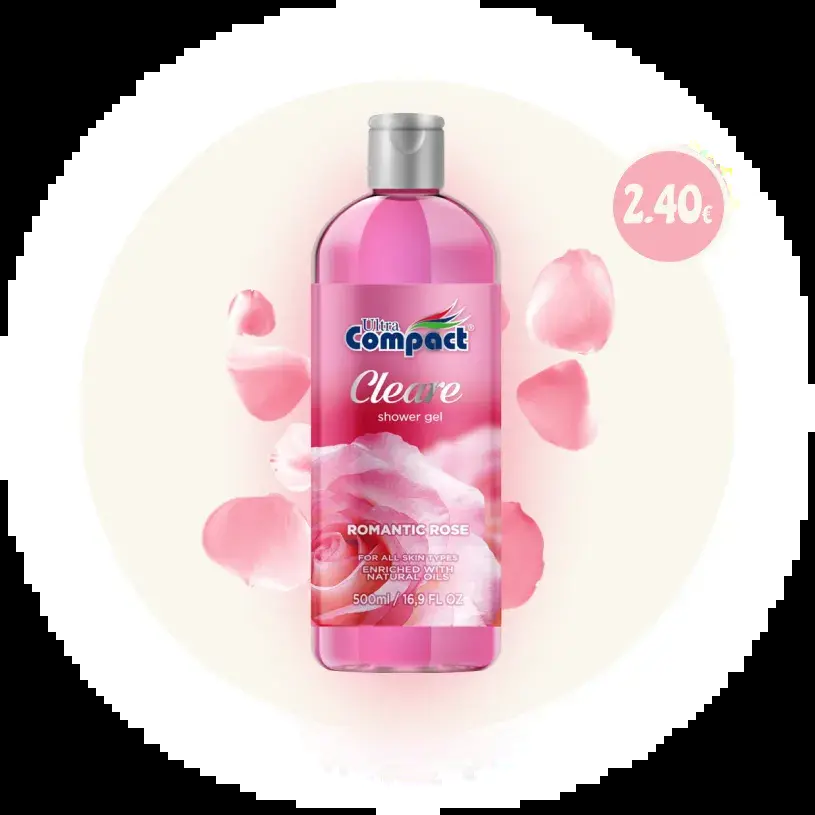 2.40€
Ultra
Compact®
Cleare
shower gel
ROMANTIC ROSE
FOR ALL SKIN TYPES
ENRICHED WITH
NATURAL OILS
500ml / 16,9 FL OZ